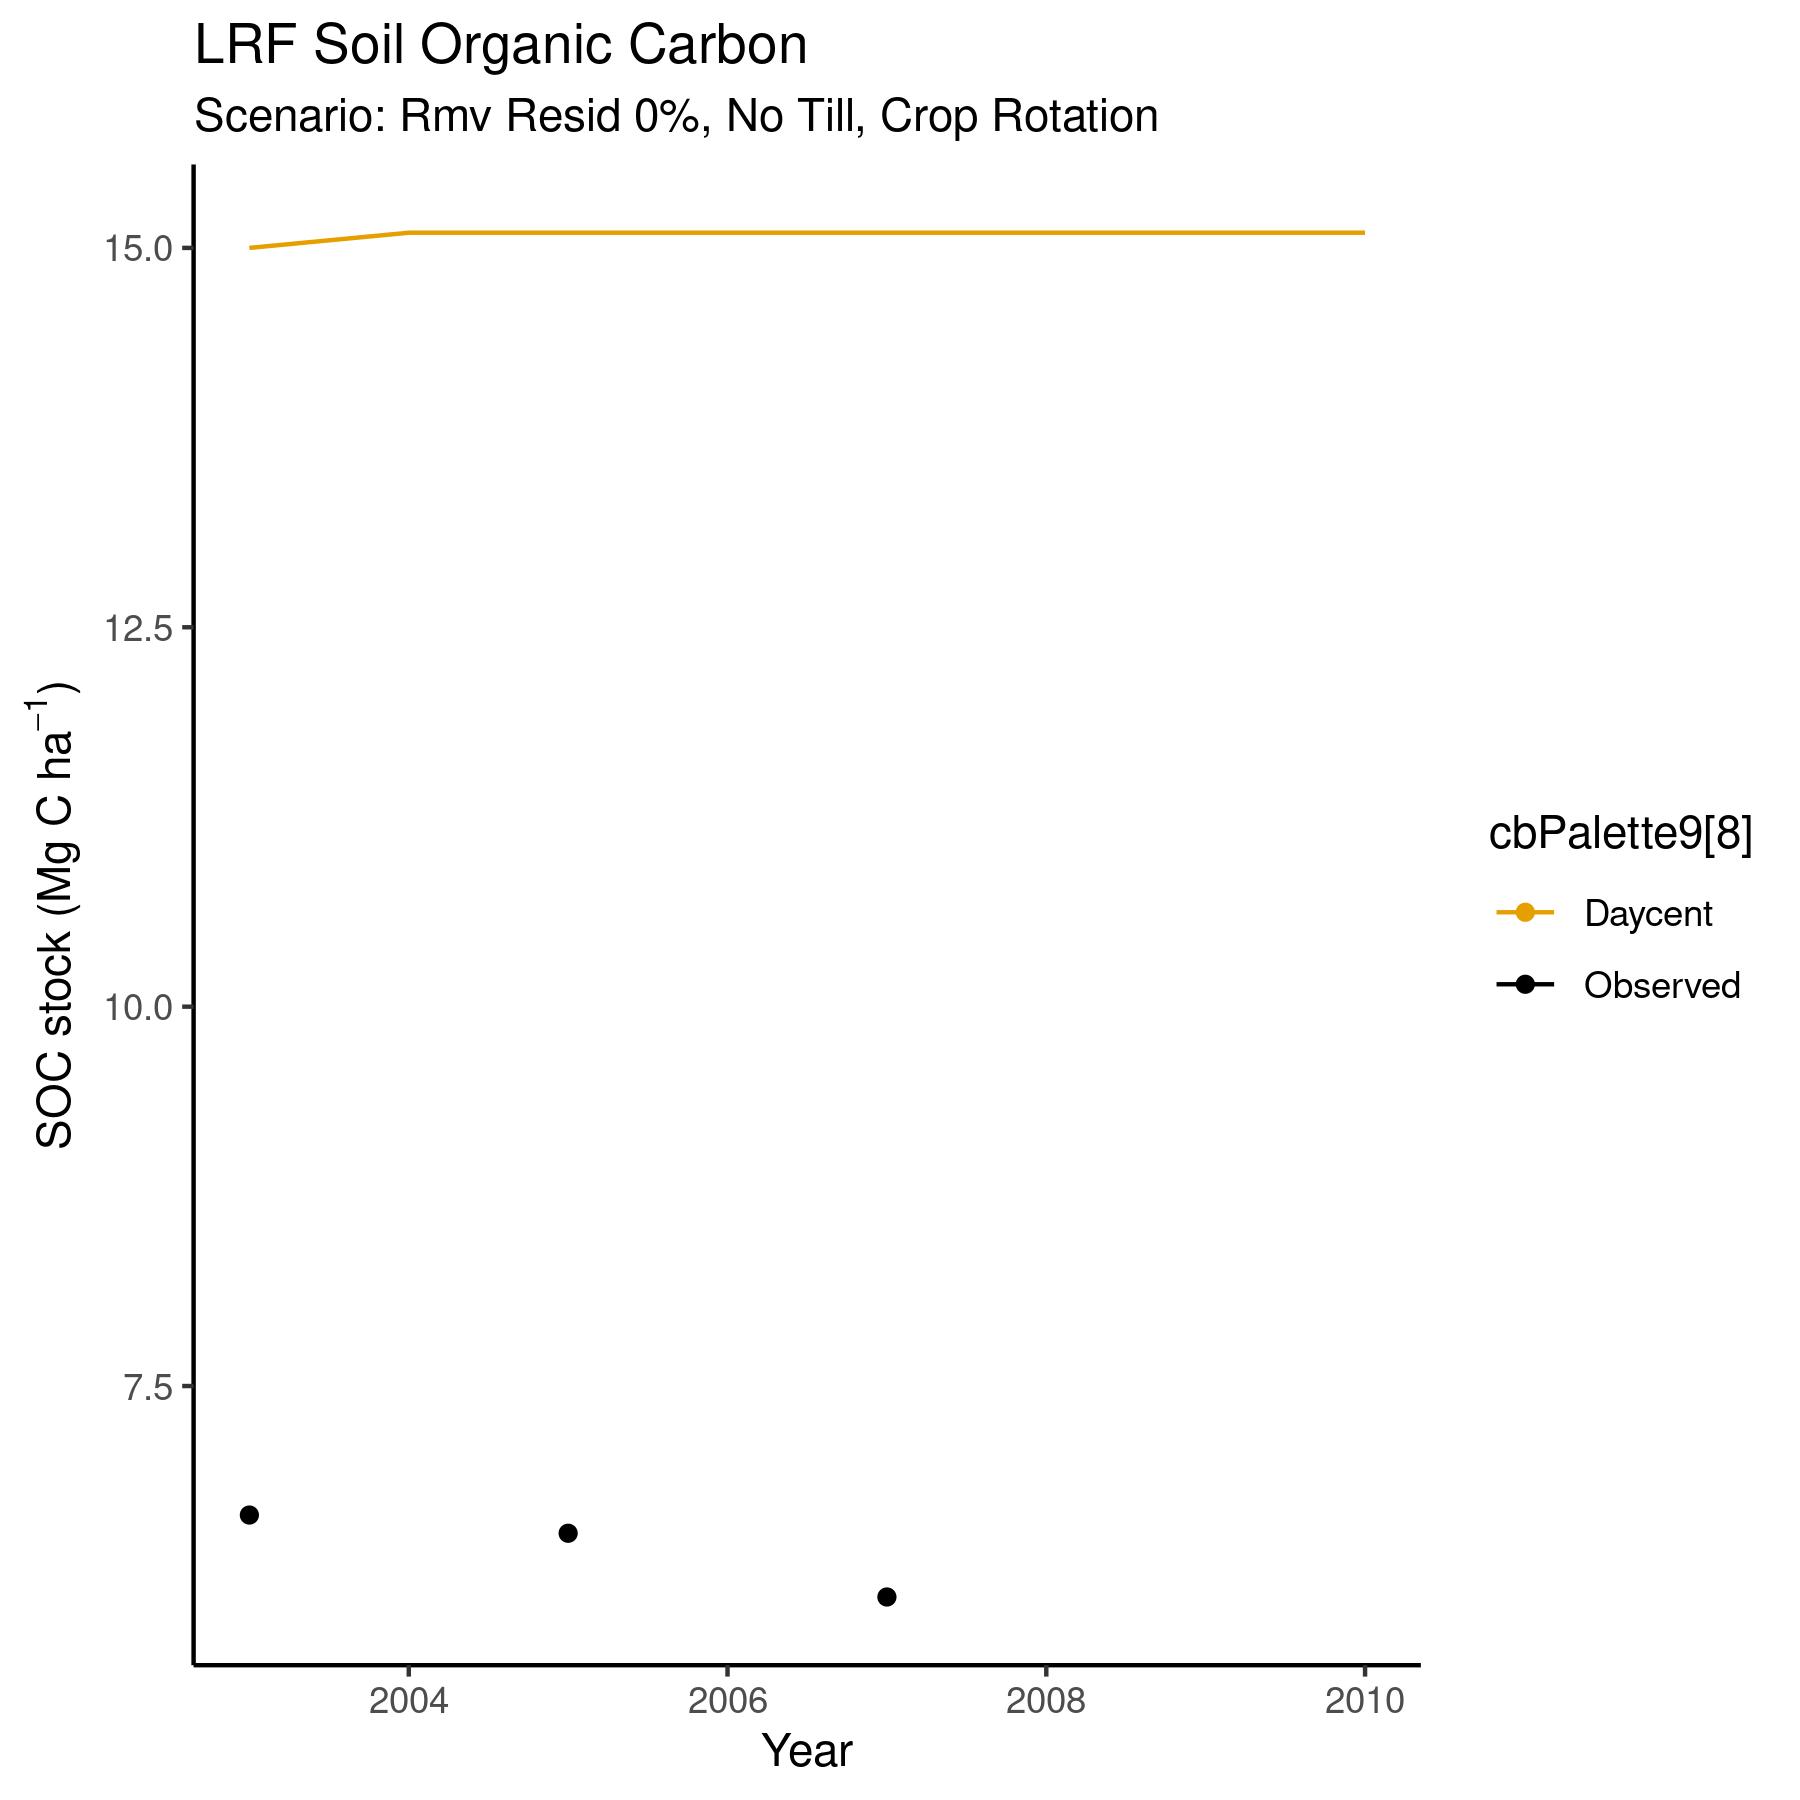 LRF Soil Organic Carbon
Scenario: Rmv Resid 0%, No Till, Crop Rotation
15.0
12.5
10.0
7.5
SOC stock (Mg C ha⁻¹)
2004 2006 2008 2010
Year
cbPalette9[8]
Daycent
Observed